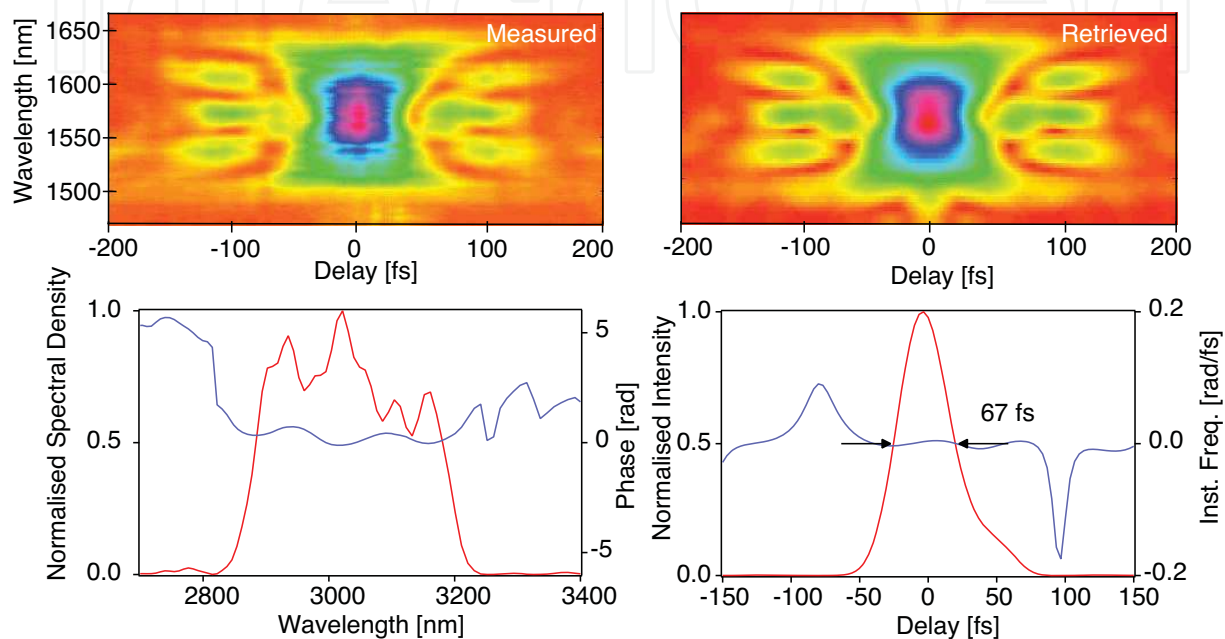 Measured
Retrieved
Wavelength [nm]
1650
1600
1550
1500
-200 -100 0 100 200
Delay [fs]
-200 -100 0 100 200
Delay [fs]
Normalised Spectral Density
1.0
0.5
0.0
5
0
-5
Phase [rad]
2800 3000 3200 3400
Wavelength [nm]
Normalised Intensity
1.0
0.5
0.0
67 fs
0.2
0.0
-0.2
Inst. Freq. [rad/fs]
-150 -100 -50 0 50 100 150
Delay [fs]